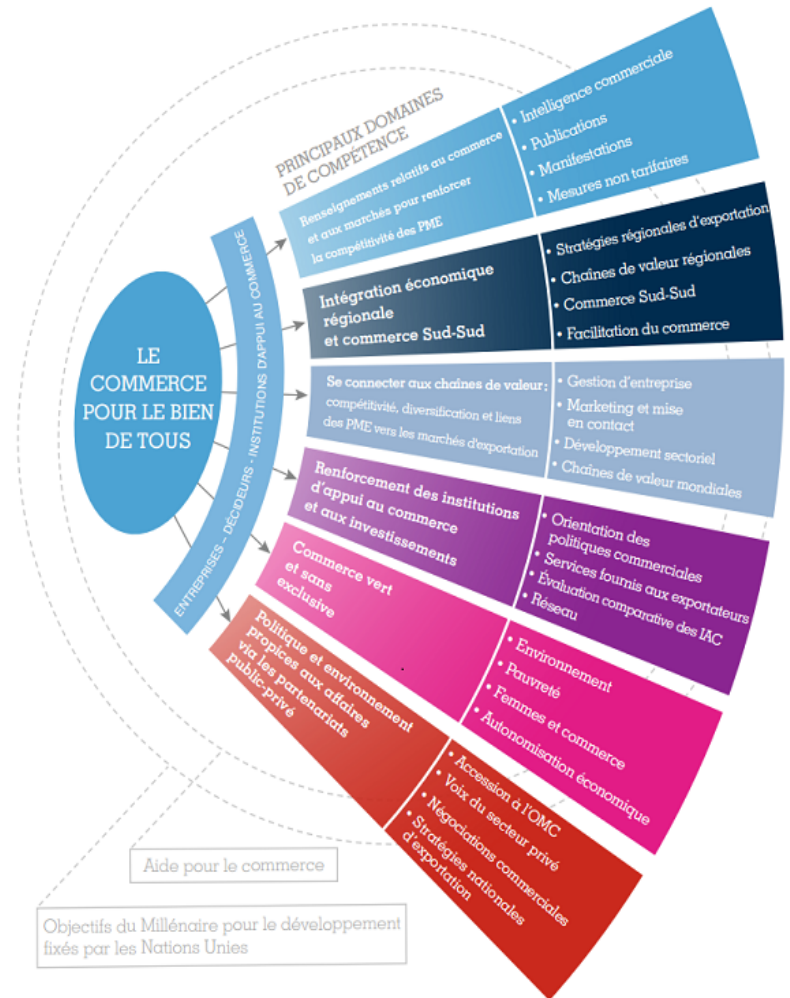 PRINCIPAUX DOMAINES
DE COMPÉTENCE
LE
COMMERCE
POUR LE BIEN
DE TOUS
ENTREPRISES - DÉCIDEURS - INSTITUTIONS D'APPUI AU COMMERCE
Renseignements relatifs au commerce
et aux marchés pour renforcer
la compétitivité des PME
• Intelligence commerciale
• Publications
• Manifestations
• Mesures non tarifaires
Intégration économique
régionale
et commerce Sud-Sud
• Stratégies régionales d'exportation
• Chaînes de valeur régionales
• Commerce Sud-Sud
• Facilitation du commerce
Se connecter aux chaînes de valeur :
compétitivité, diversification et liens
des PME vers les marchés d'exportation
• Gestion d'entreprise
• Marketing et mise
en contact
• Développement sectoriel
• Chaînes de valeur mondiales
Renforcement des institutions
d'appui au commerce
et aux investissements
• Orientation des
politiques commerciales
• Services fournis aux exportateurs
• Évaluation comparative des IAC
• Réseau
Commerce vert
et sans
exclusive
• Environnement
• Pauvreté
• Femmes et commerce
• Autonomisation économique
Politique et environnement
propices aux affaires
via les partenariats
public-privé
• Accession à l'OMC
• Voix du secteur privé
• Négociations commerciales
• Stratégies nationales
d'exportation
Aide pour le commerce
Objectifs du Millénaire pour le développement
fixés par les Nations Unies